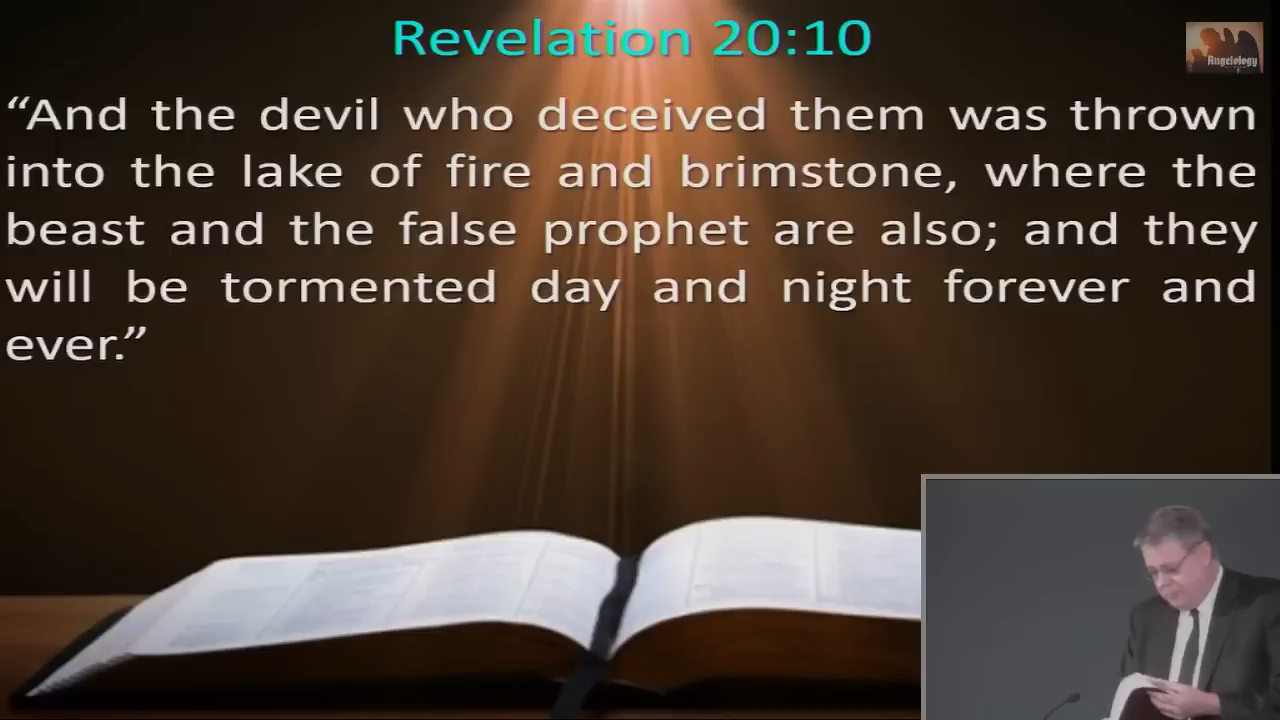 Revelation 20:10
Angelology
“And the devil who deceived them was thrown
into the lake of fire and brimstone, where the
beast and the false prophet are also; and they
will be tormented day and night forever and
ever.”